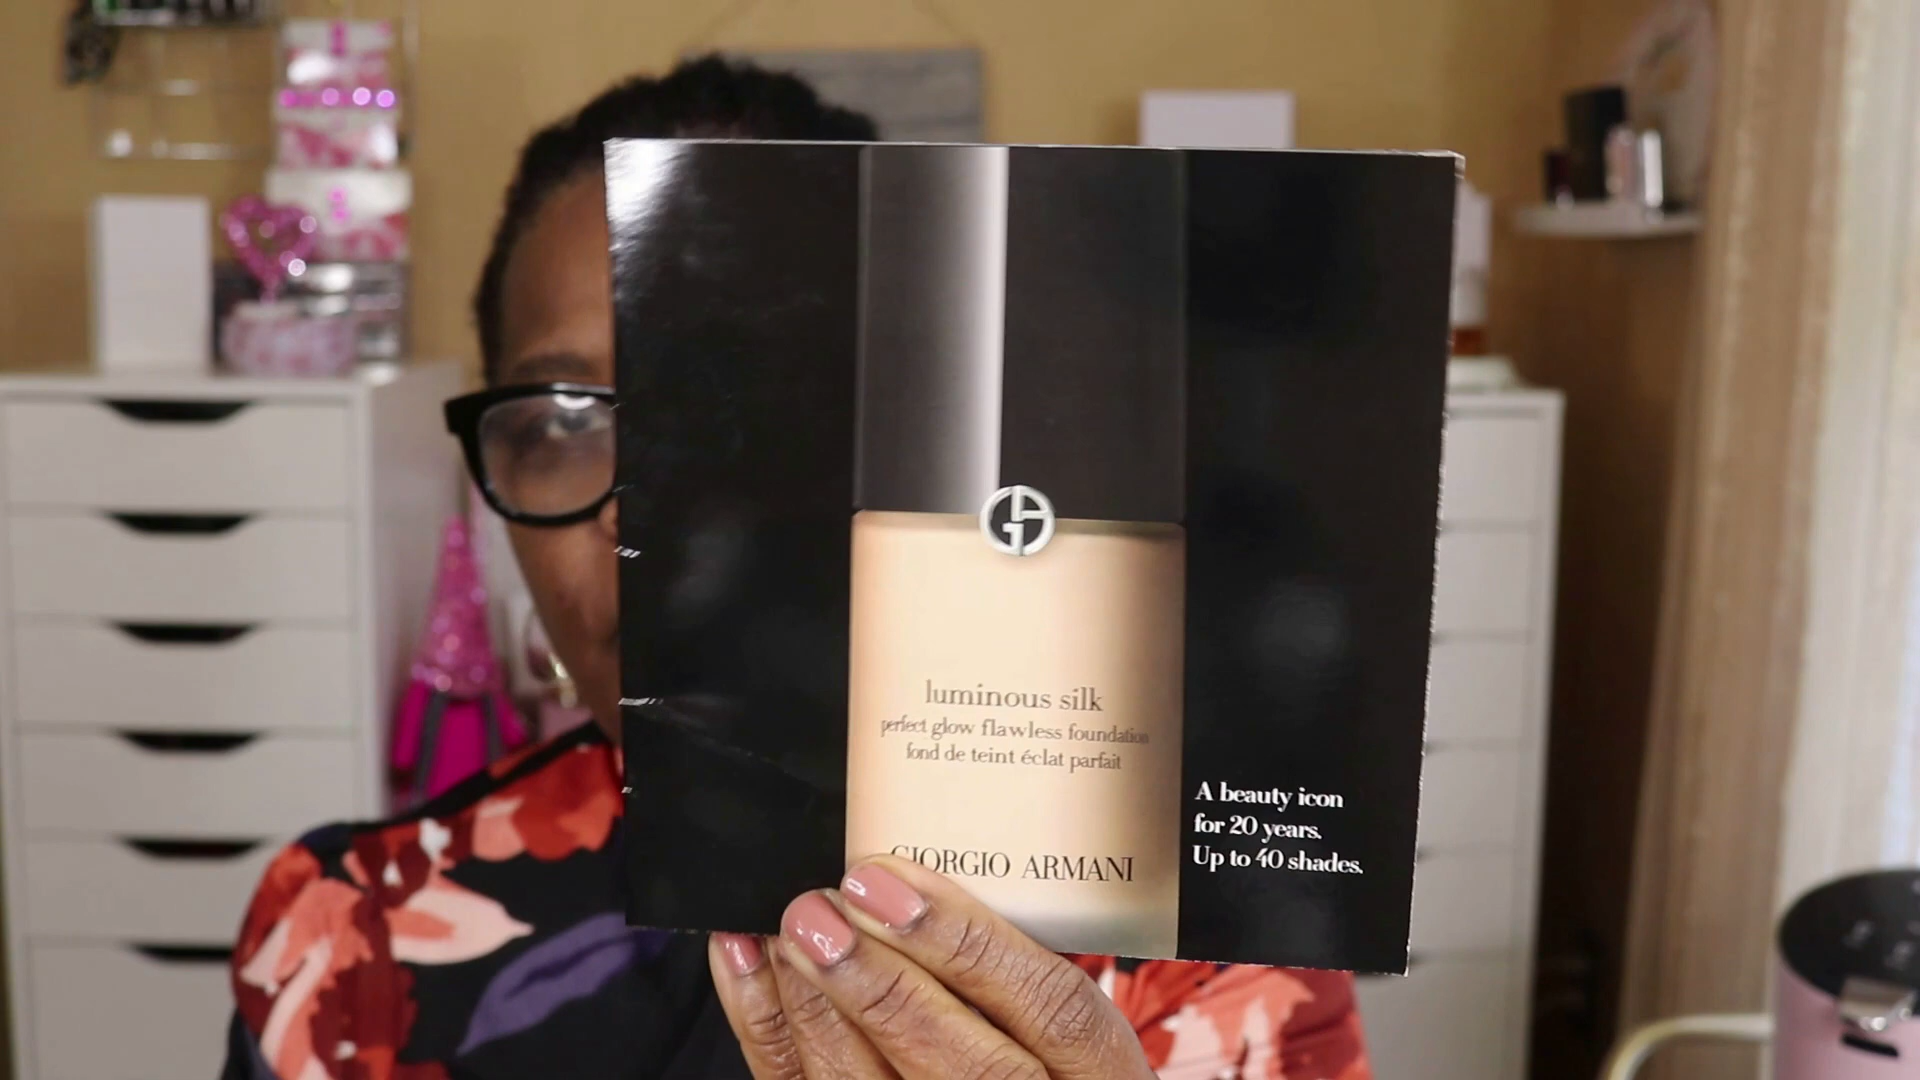 luminous silk
perfect glow flawless foundation
fond de teint éclat parfait
GIORGIO ARMANI
A beauty icon
for 20 years.
Up to 40 shades.